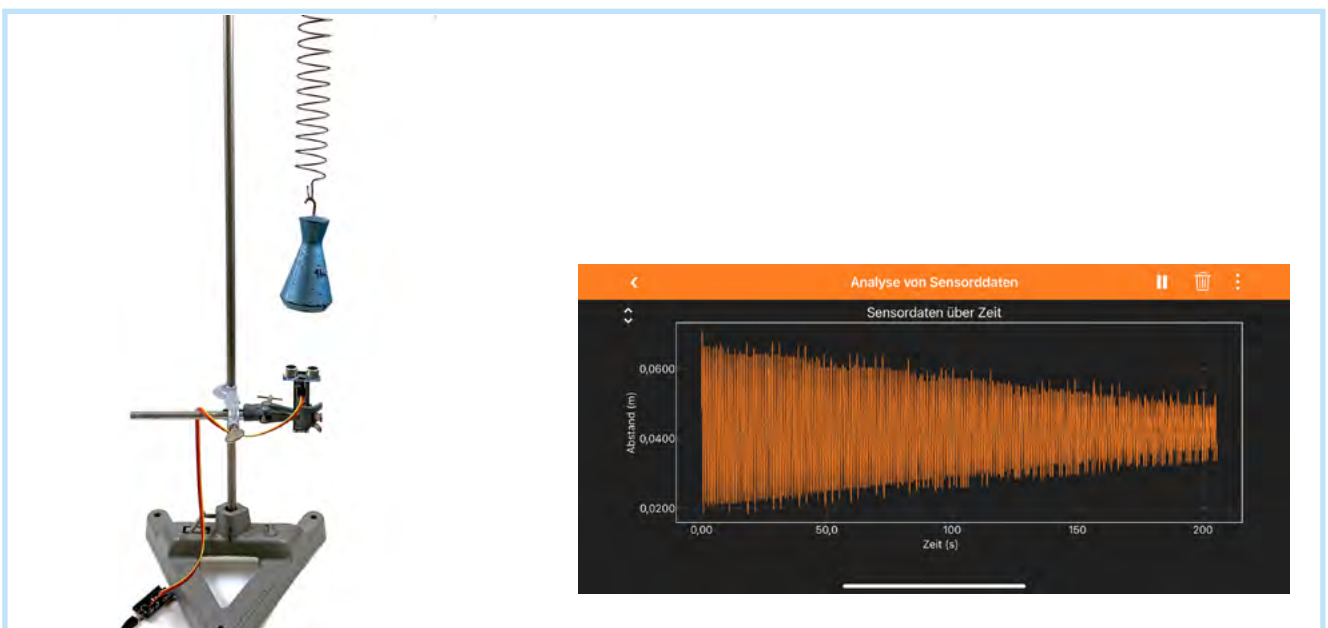 Analyse von Sensorddaten
Sensordaten über Zeit
Abstand (m)
0,0600
0,0400
0,0200
0,00
50,0
100
150
200
Zeit (s)